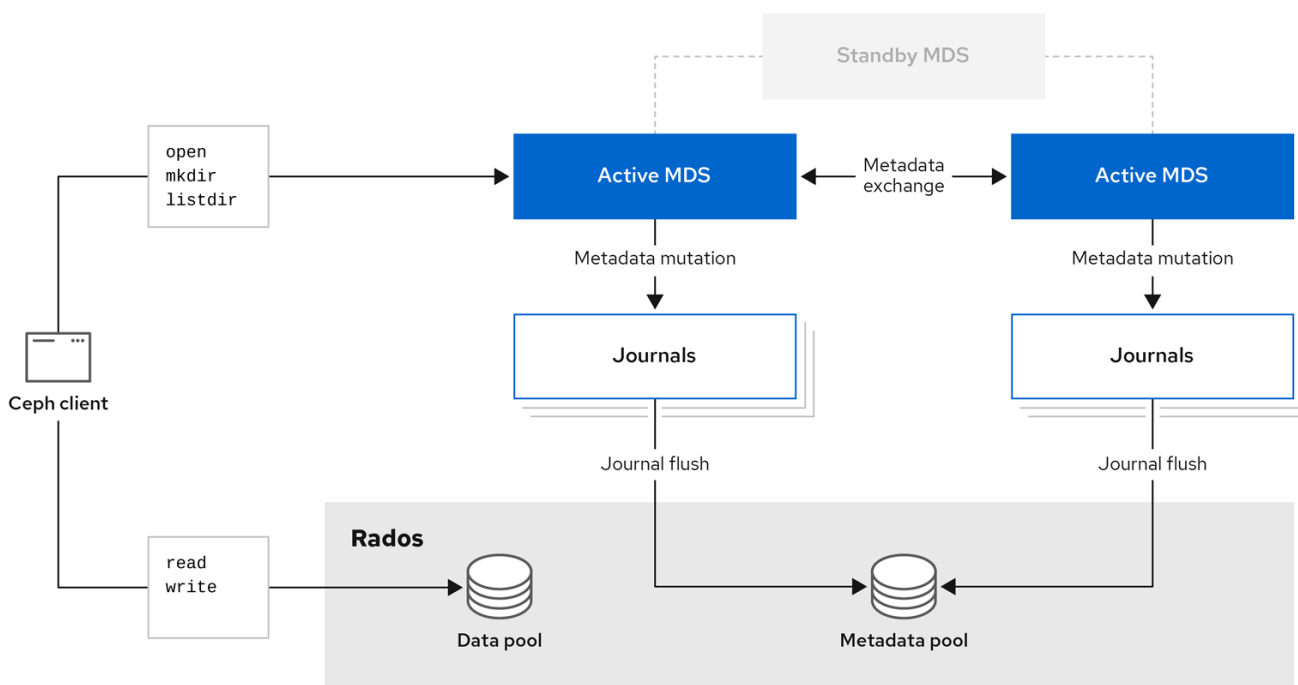 Standby MDS
open
mkdir
listdir
Active MDS
Metadata
exchange
Active MDS
Metadata mutation
Metadata mutation
Journals
Journals
Ceph client
Journal flush
Journal flush
Rados
read
write
Data pool
Metadata pool